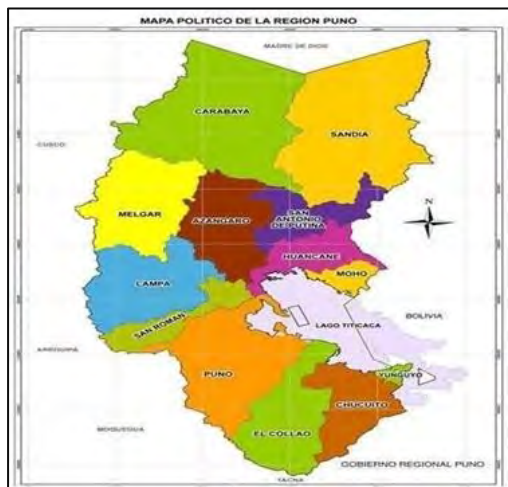 MAPA POLITICO DE LA REGION PUNO
MADRE DE DIOS
CARABAYA
SANDIA
CUSCO
MELGAR
AZANGARO
SAN
ANTONIO
DE PUTINA
N
HUANCANE
MOHO
LAMPA
SAN ROMAN
LAGO TITICACA
BOLIVIA
AREQUIPA
PUNO
YUNGUYO
CHUCUITO
MOQUEGUA
EL COLLAO
GOBIERNO REGIONAL PUNO
TACNA